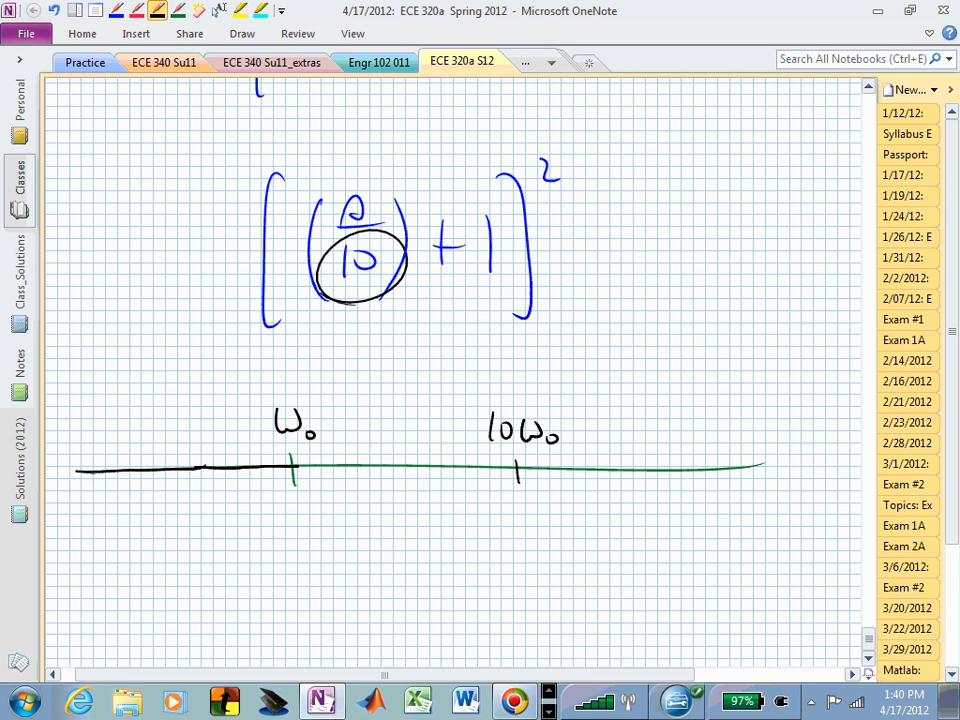 4/17/2012: ECE 320a Spring 2012 - Microsoft OneNote
File Home Insert Share Draw Review View
Practice ECE 340 Su11 ECE 340 Su11_extras Engr 102 011 ECE 320a S12 ... Search All Notebooks (Ctrl+E)
Personal
Classes
Class_Solutions
Notes
Solutions (2012)
New...
1/12/12:
Syllabus E
Passport:
1/17/12:
1/19/12:
1/24/12:
1/26/12: E
1/31/12:
2/2/2012:
2/07/12: E
Exam #1
Exam 1A
2/14/2012
2/16/2012
2/21/2012
2/23/2012
2/28/2012
3/1/2012:
Exam #2
Topics: Ex
Exam 1A
Exam 2A
3/6/2012:
Exam #2
3/20/2012
3/22/2012
3/29/2012
Matlab:
[(s/10) + 1]²
ω₀ 10ω₀
97% 1:40 PM
4/17/2012